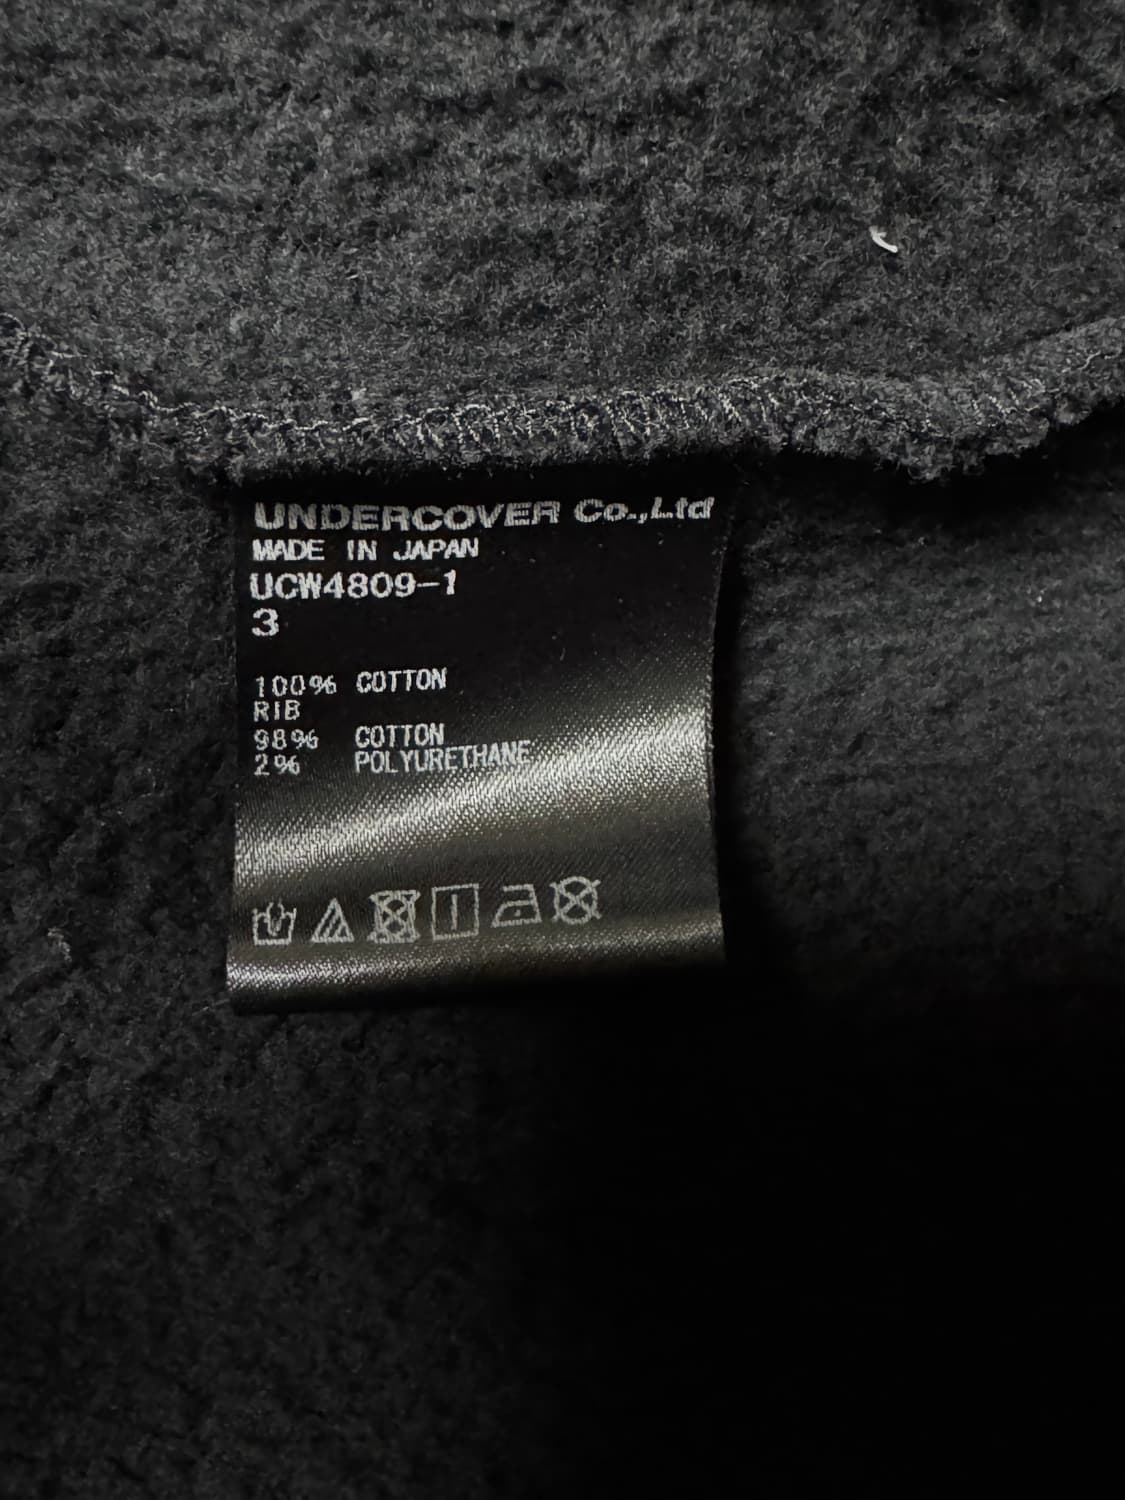 UNDERCOVER Co.,Ltd
MADE IN JAPAN
UCW4809-1
3
100% COTTON
RIB
98% COTTON
2% POLYURETHANE